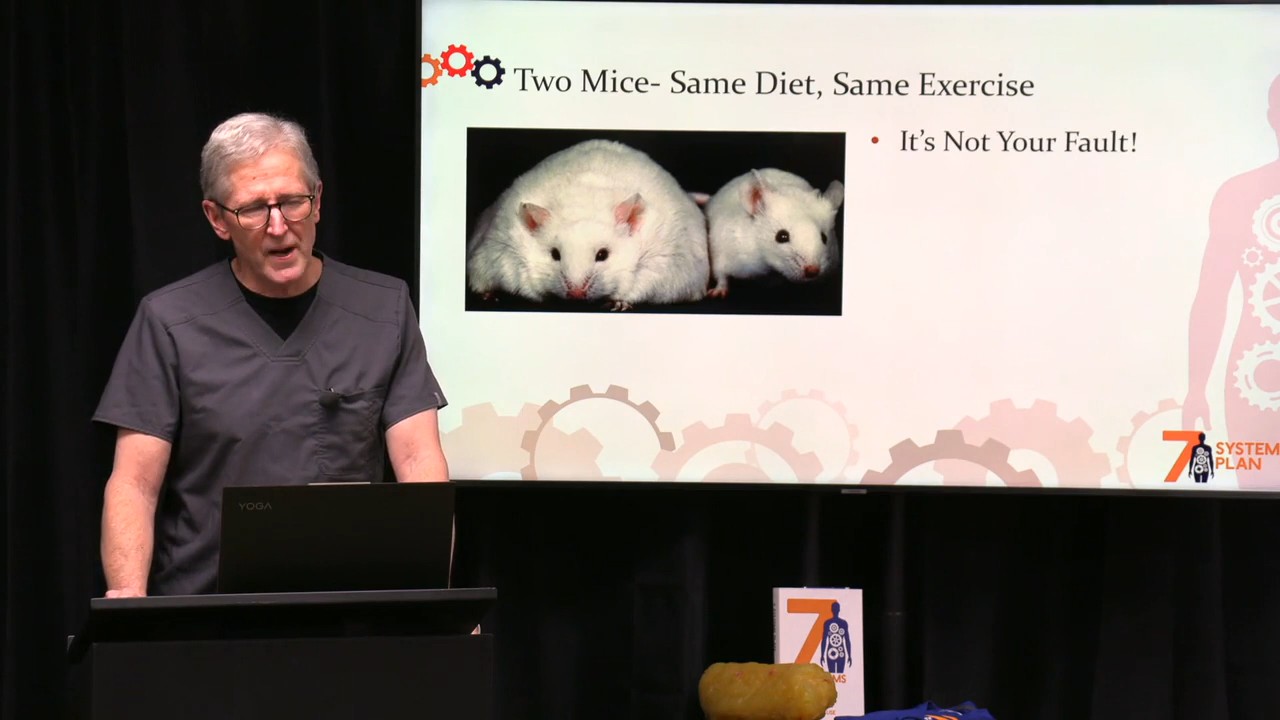 Two Mice- Same Diet, Same Exercise
• It's Not Your Fault!
7 SYSTEM
PLAN
YOGA
7